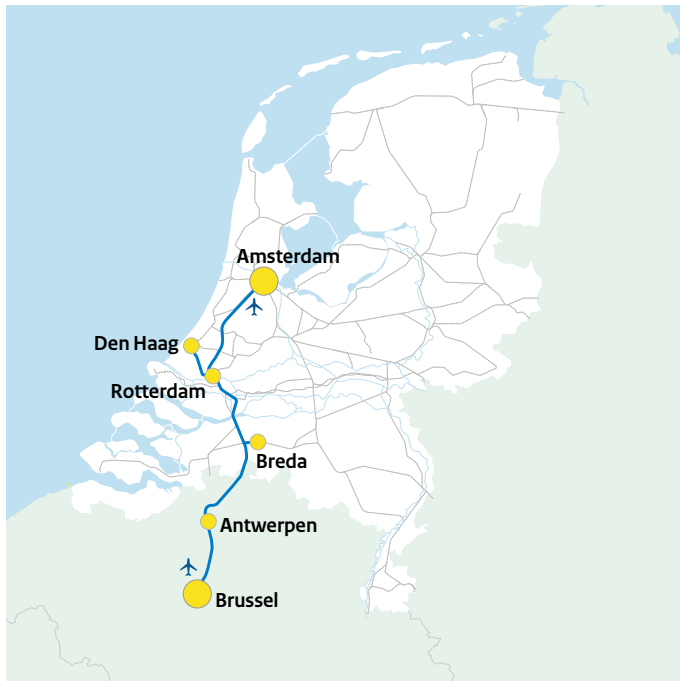 Amsterdam
Den Haag
Rotterdam
Breda
Antwerpen
Brussel